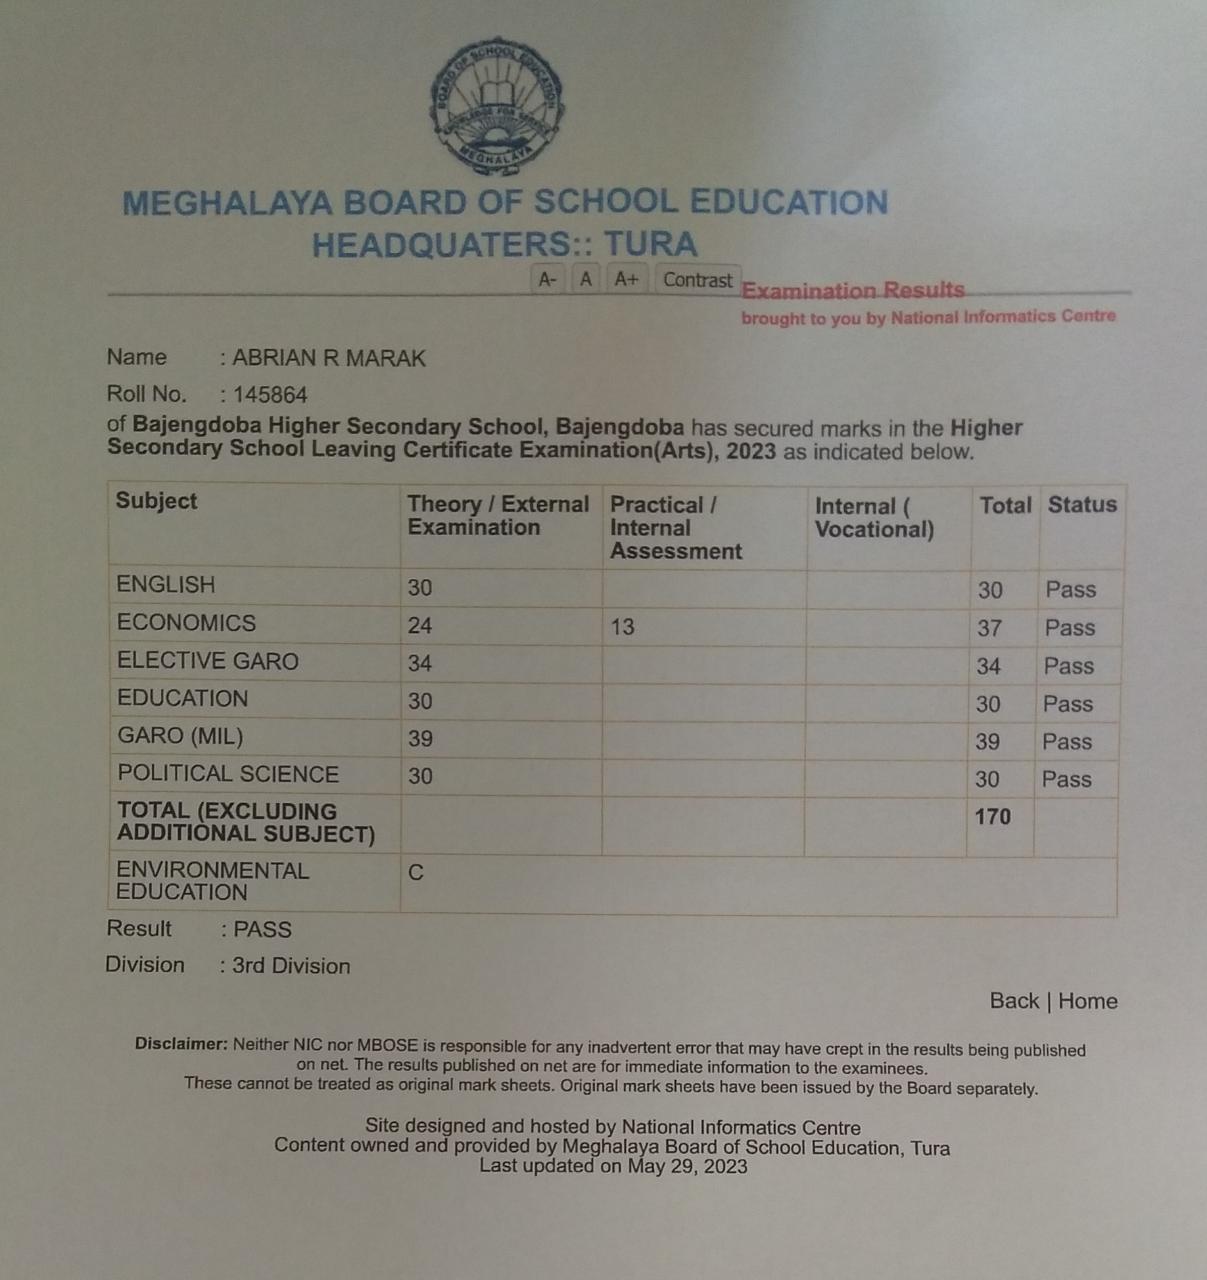 BOARD OF SCHOOL EDUCATION
KNOWLEDGE FOR SERVICE
MEGHALAYA
MEGHALAYA BOARD OF SCHOOL EDUCATION
HEADQUATERS:: TURA
A- A A+ Contrast
Examination Results
brought to you by National Informatics Centre
Name : ABRIAN R MARAK
Roll No. : 145864
of Bajengdoba Higher Secondary School, Bajengdoba has secured marks in the Higher
Secondary School Leaving Certificate Examination(Arts), 2023 as indicated below.
Subject Theory / External Examination Practical / Internal Assessment Internal ( Vocational) Total Status
ENGLISH 30 30 Pass
ECONOMICS 24 13 37 Pass
ELECTIVE GARO 34 34 Pass
EDUCATION 30 30 Pass
GARO (MIL) 39 39 Pass
POLITICAL SCIENCE 30 30 Pass
TOTAL (EXCLUDING ADDITIONAL SUBJECT) 170
ENVIRONMENTAL EDUCATION C
Result : PASS
Division : 3rd Division
Back | Home
Disclaimer: Neither NIC nor MBOSE is responsible for any inadvertent error that may have crept in the results being published
on net. The results published on net are for immediate information to the examinees.
These cannot be treated as original mark sheets. Original mark sheets have been issued by the Board separately.
Site designed and hosted by National Informatics Centre
Content owned and provided by Meghalaya Board of School Education, Tura
Last updated on May 29, 2023